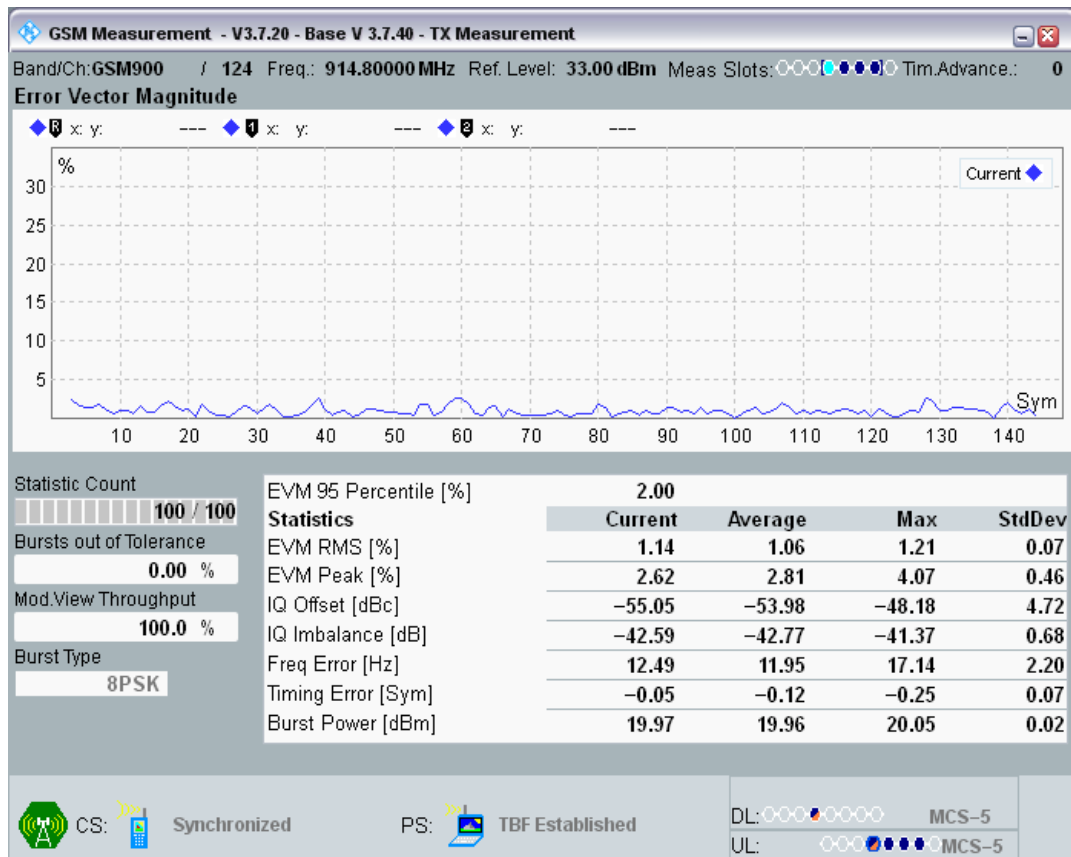 GSM Measurement - V3.7.20 - Base V 3.7.40 - TX Measurement
Band/Ch:GSM900 / 124 Freq.: 914.80000 MHz Ref. Level: 33.00 dBm Meas Slots: Tim.Advance.: 0
Error Vector Magnitude
R x: y: --- 1 x: y: --- 2 x: y: ---
%
Current
30
25
20
15
10
5
Sym
10 20 30 40 50 60 70 80 90 100 110 120 130 140
Statistic Count
100 / 100
Bursts out of Tolerance
0.00 %
Mod.View Throughput
100.0 %
Burst Type
8PSK
EVM 95 Percentile [%] 2.00
Statistics Current Average Max StdDev
EVM RMS [%] 1.14 1.06 1.21 0.07
EVM Peak [%] 2.62 2.81 4.07 0.46
IQ Offset [dBc] −55.05 −53.98 −48.18 4.72
IQ Imbalance [dB] −42.59 −42.77 −41.37 0.68
Freq Error [Hz] 12.49 11.95 17.14 2.20
Timing Error [Sym] −0.05 −0.12 −0.25 0.07
Burst Power [dBm] 19.97 19.96 20.05 0.02
CS: Synchronized PS: TBF Established
DL: MCS−5
UL: MCS−5